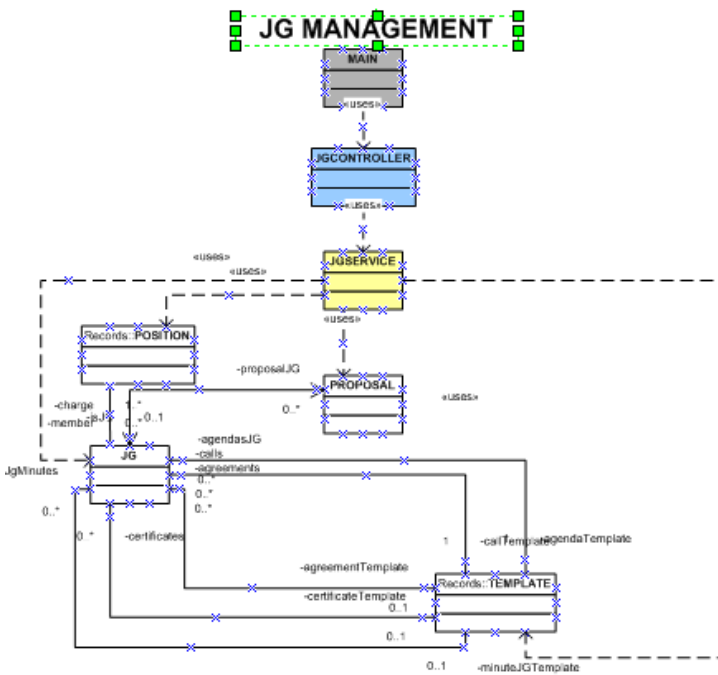 JG MANAGEMENT
MAIN
«uses»
JGCONTROLLER
«uses»
JGSERVICE
«uses»
«uses»
«uses»
Records::POSITION
-proposalJG
PROPOSAL
0..*
«uses»
-charge
-member
0..1
JG
-agendasJG
-calls
-agreements
0..*
0..*
0..*
JgMinutes
0..*
0..*
-certificates
1
-callTemplate
-agendaTemplate
-agreementTemplate
Records::TEMPLATE
-certificateTemplate
0..1
0..1
0..1
-minuteJGTemplate